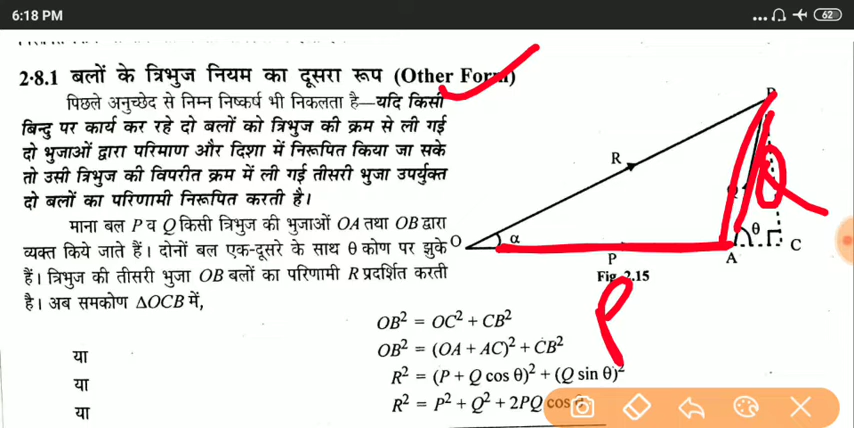 6:18 PM
62
2·8.1 बलों के त्रिभुज नियम का दूसरा रूप (Other Form)
पिछले अनुच्छेद से निम्न निष्कर्ष भी निकलता है—यदि किसी
बिन्दु पर कार्य कर रहे दो बलों को त्रिभुज की क्रम से ली गई
दो भुजाओं द्वारा परिमाण और दिशा में निरूपित किया जा सके
तो उसी त्रिभुज की विपरीत क्रम में ली गई तीसरी भुजा उपर्युक्त
दो बलों का परिणामी निरूपित करती है।
माना बल P व Q किसी त्रिभुज की भुजाओं OA तथा OB द्वारा
व्यक्त किये जाते हैं। दोनों बल एक-दूसरे के साथ θ कोण पर झुके
हैं। त्रिभुज की तीसरी भुजा OB बलों का परिणामी R प्रदर्शित करती
है। अब समकोण ΔOCB में,
R
O
α
P
Q
θ
A
C
Fig. 2.15
P
OB² = OC² + CB²
या OB² = (OA + AC)² + CB²
या R² = (P + Q cos θ)² + (Q sin θ)²
या R² = P² + Q² + 2PQ cos